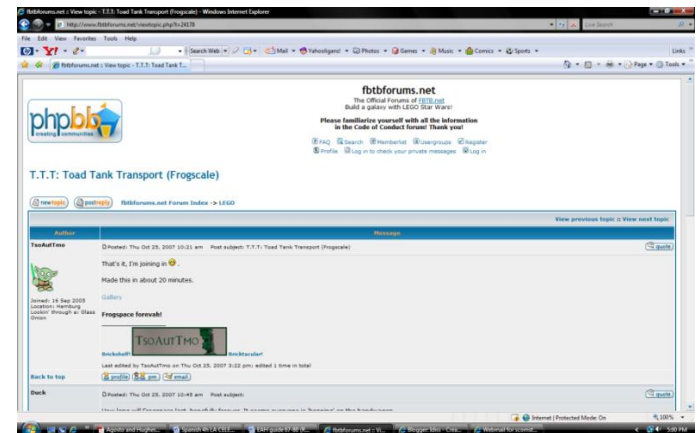 fbtbforums.net :: View topic - T.T.T: Toad Tank Transport (Frogscale) - Windows Internet Explorer
http://www.fbtbforums.net/viewtopic.php?t=24178
Live Search
File Edit View Favorites Tools Help
Search Web Mail Yahooligans! Photos Games Music Comics Sports Links
fbtbforums.net :: View topic - T.T.T: Toad Tank T... Page Tools
phpbb
creating communities
fbtbforums.net
The Official Forums of FBTB.net
Build a galaxy with LEGO Star Wars!
Please familiarize yourself with all the information
in the Code of Conduct forum! Thank you!
FAQ Search Memberlist Usergroups Register
Profile Log in to check your private messages Log in
T.T.T: Toad Tank Transport (Frogscale)
newtopic postreply fbtbforums.net Forum Index -> LEGO
View previous topic :: View next topic
Author Message
TsoAutTmo
Posted: Thu Oct 25, 2007 10:21 am Post subject: T.T.T: Toad Tank Transport (Frogscale)
quote
That's it, I'm joining in .
Made this in about 20 minutes.
Gallery
Frogspace forevah!
Joined: 16 Sep 2005
Location: Hamburg
Lookin' through a: Glass
Onion
TSOAUTTMO
Brickshelf! Bricktacular!
Last edited by TsoAutTmo on Thu Oct 25, 2007 3:22 pm; edited 1 time in total
Back to top profile pm email
Duck
Posted: Thu Oct 25, 2007 10:45 am Post subject:
quote
Internet | Protected Mode: On 100%
Agonto and Hughes... Spanish 4h LA CELE... fbtbforums.net :: Vi... Blogger: bliss - Crea... 5:00 PM